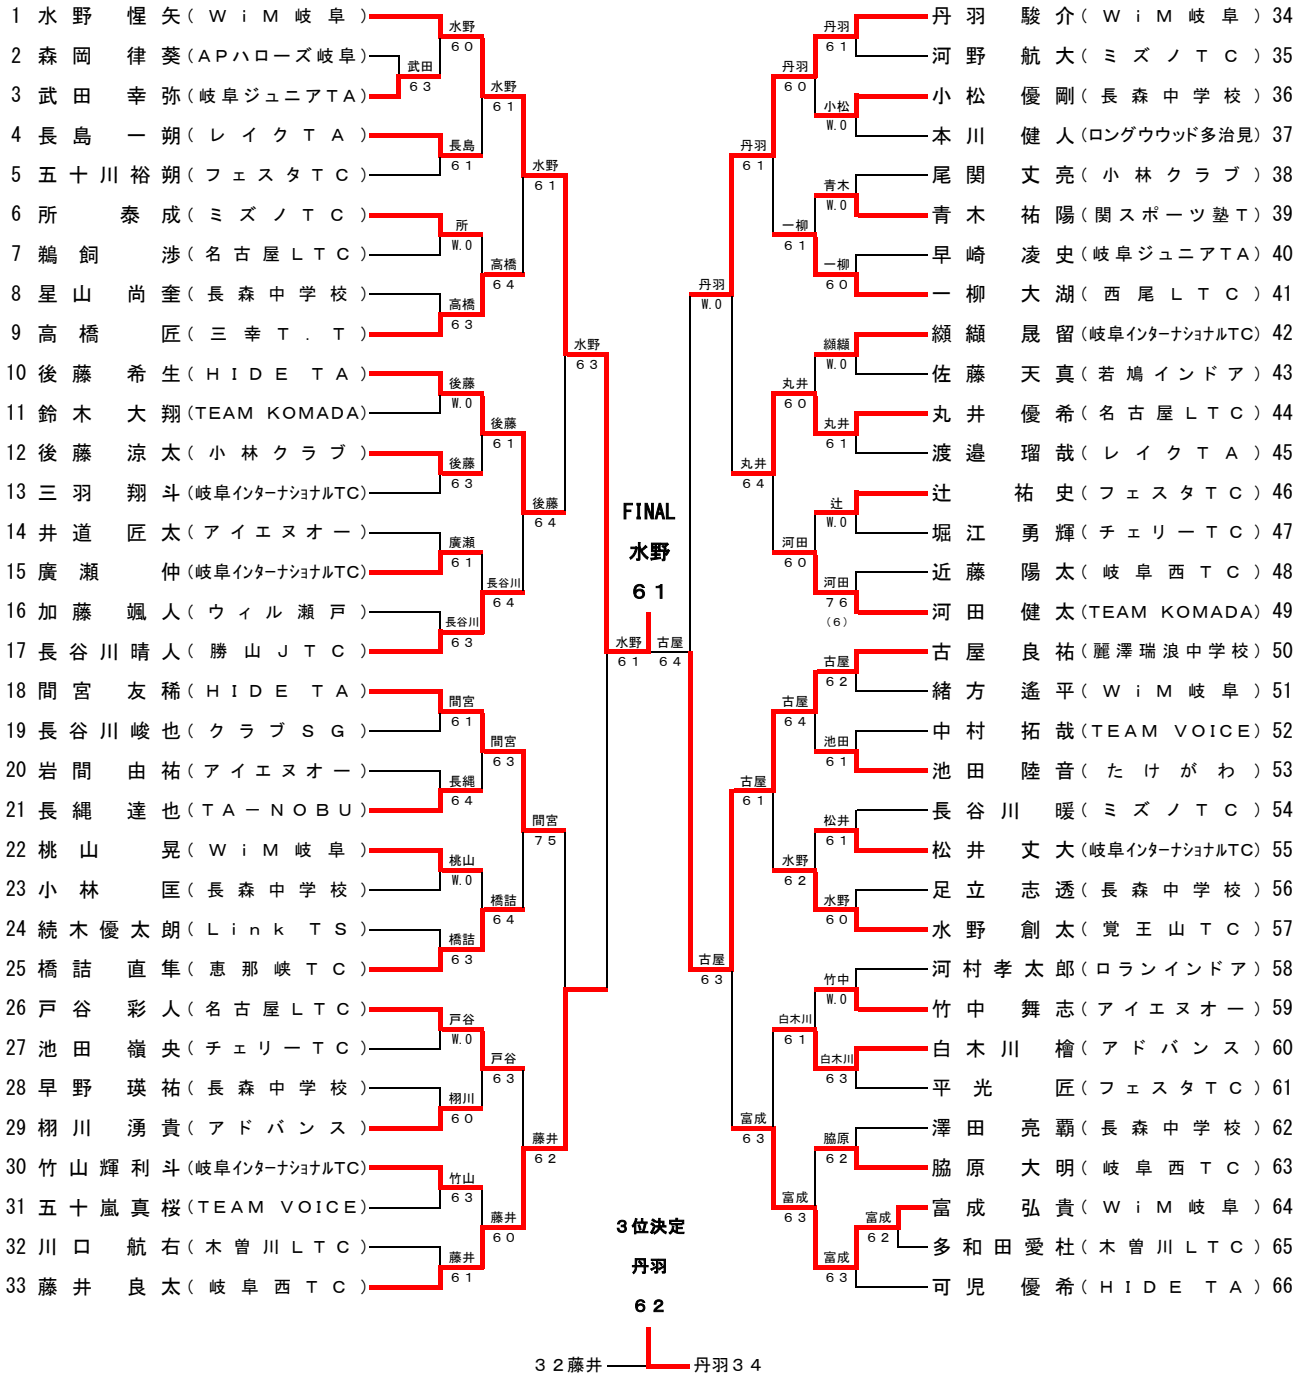 1 水野 惺矢 (WiM岐阜)
2 森岡 律葵 (APハローズ岐阜)
3 武田 幸弥 (岐阜ジュニアTA)
4 長島 一朔 (レイクTA)
5 五十川裕朔 (フェスタTC)
6 所 泰成 (ミズノTC)
7 鵜飼 渉 (名古屋LTC)
8 星山 尚奎 (長森中学校)
9 高橋 匠 (三幸T.T)
10 後藤 希生 (HIDE TA)
11 鈴木 大翔 (TEAM KOMADA)
12 後藤 涼太 (小林クラブ)
13 三羽 翔斗 (岐阜インターナショナルTC)
14 井道 匠太 (アイエヌオー)
15 廣瀬 仲 (岐阜インターナショナルTC)
16 加藤 颯人 (ウィル瀬戸)
17 長谷川晴人 (勝山JTC)
18 間宮 友稀 (HIDE TA)
19 長谷川峻也 (クラブSG)
20 岩間 由祐 (アイエヌオー)
21 長縄 達也 (TA-NOBU)
22 桃山 晃 (WiM岐阜)
23 小林 匡 (長森中学校)
24 続木優太朗 (Link TS)
25 橋詰 直隼 (恵那峡TC)
26 戸谷 彩人 (名古屋LTC)
27 池田 嶺央 (チェリーTC)
28 早野 瑛祐 (長森中学校)
29 栩川 湧貴 (アドバンス)
30 竹山輝利斗 (岐阜インターナショナルTC)
31 五十嵐真桜 (TEAM VOICE)
32 川口 航右 (木曽川LTC)
33 藤井 良太 (岐阜西TC)
武田
63
水野
60
長島
61
所
W.0
高橋
63
後藤
W.0
後藤
63
廣瀬
61
長谷川
63
間宮
61
長縄
64
桃山
W.0
橋詰
63
戸谷
W.0
栩川
60
竹山
63
藤井
61
水野
61
高橋
64
後藤
61
長谷川
64
間宮
63
橋詰
64
戸谷
63
藤井
60
水野
61
後藤
64
間宮
75
藤井
62
水野
63
水野
61
FINAL
水野
61
古屋
64
丹羽
W.0
古屋
63
丹羽
61
丸井
64
古屋
61
富成
63
丹羽
60
一柳
61
丸井
60
河田
60
古屋
64
水野
62
白木川
61
富成
63
丹羽
61
小松
W.0
青木
W.0
一柳
60
纐纈
W.0
丸井
61
辻
W.0
河田
76
(6)
古屋
62
池田
61
松井
61
水野
60
竹中
W.0
白木川
63
脇原
62
富成
63
富成
62
丹羽 駿介 (WiM岐阜) 34
河野 航大 (ミズノTC) 35
小松 優剛 (長森中学校) 36
本川 健人 (ロングウウッド多治見) 37
尾関 丈亮 (小林クラブ) 38
青木 祐陽 (関スポーツ塾T) 39
早崎 凌史 (岐阜ジュニアTA) 40
一柳 大湖 (西尾LTC) 41
纐纈 晟留 (岐阜インターナショナルTC) 42
佐藤 天真 (若鳩インドア) 43
丸井 優希 (名古屋LTC) 44
渡邉 瑠哉 (レイクTA) 45
辻 祐史 (フェスタTC) 46
堀江 勇輝 (チェリーTC) 47
近藤 陽太 (岐阜西TC) 48
河田 健太 (TEAM KOMADA) 49
古屋 良祐 (麗澤瑞浪中学校) 50
緒方 遙平 (WiM岐阜) 51
中村 拓哉 (TEAM VOICE) 52
池田 陸音 (たけがわ) 53
長谷川 暖 (ミズノTC) 54
松井 丈大 (岐阜インターナショナルTC) 55
足立 志透 (長森中学校) 56
水野 創太 (覚王山TC) 57
河村孝太郎 (ロランインドア) 58
竹中 舞志 (アイエヌオー) 59
白木川 檜 (アドバンス) 60
平光 匠 (フェスタTC) 61
澤田 亮覇 (長森中学校) 62
脇原 大明 (岐阜西TC) 63
富成 弘貴 (WiM岐阜) 64
多和田愛杜 (木曽川LTC) 65
可児 優希 (HIDE TA) 66
3位決定
丹羽
62
32藤井
丹羽34